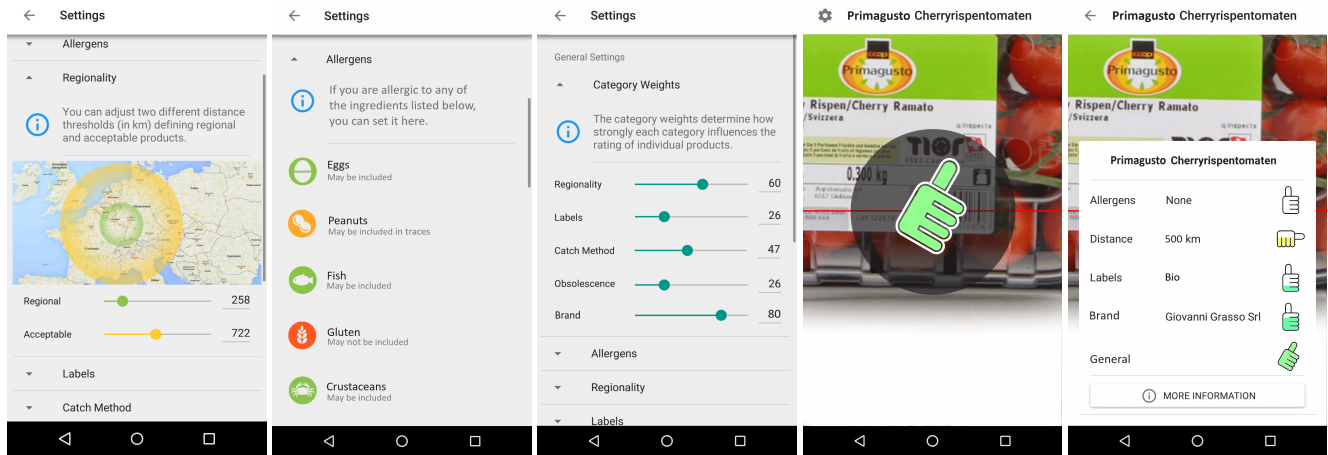 Settings
Allergens
Regionality
You can adjust two different distance
thresholds (in km) defining regional
and acceptable products.
Regional 258
Acceptable 722
Labels
Catch Method
Settings
Allergens
If you are allergic to any of
the ingredients listed below,
you can set it here.
Eggs
May be included
Peanuts
May be included in traces
Fish
May be included
Gluten
May not be included
Crustaceans
May be included
Settings
General Settings
Category Weights
The category weights determine how
strongly each category influences the
rating of individual products.
Regionality 60
Labels 26
Catch Method 47
Obsolescence 26
Brand 80
Allergens
Regionality
Labels
Primagusto Cherryrispentomaten
coop
Primagusto
Rispen/Cherry Ramato
/Svizzera
q inspecta
Tior
0.300 kg
Primagusto Cherryrispentomaten
coop
Primagusto
Rispen/Cherry Ramato
/Svizzera
q inspecta
Primagusto Cherryrispentomaten
Allergens None
Distance 500 km
Labels Bio
Brand Giovanni Grasso Srl
General
MORE INFORMATION